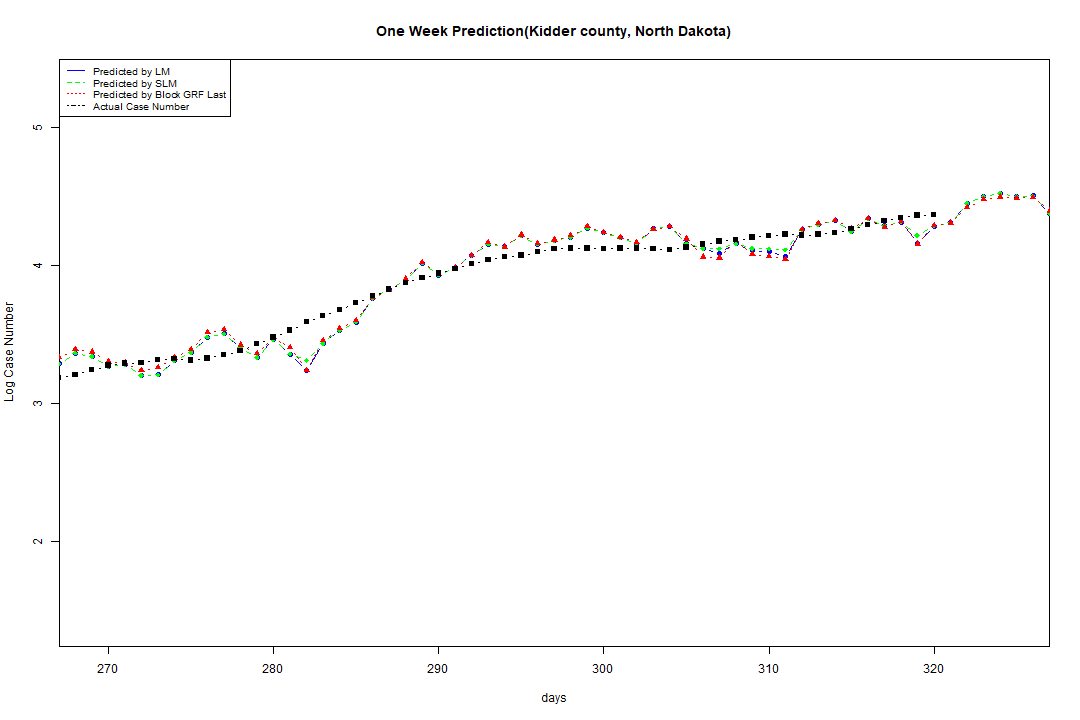 One Week Prediction(Kidder county, North Dakota)
Predicted by LM
Predicted by SLM
Predicted by Block GRF Last
Actual Case Number
5
4
3
2
Log Case Number
270 280 290 300 310 320
days